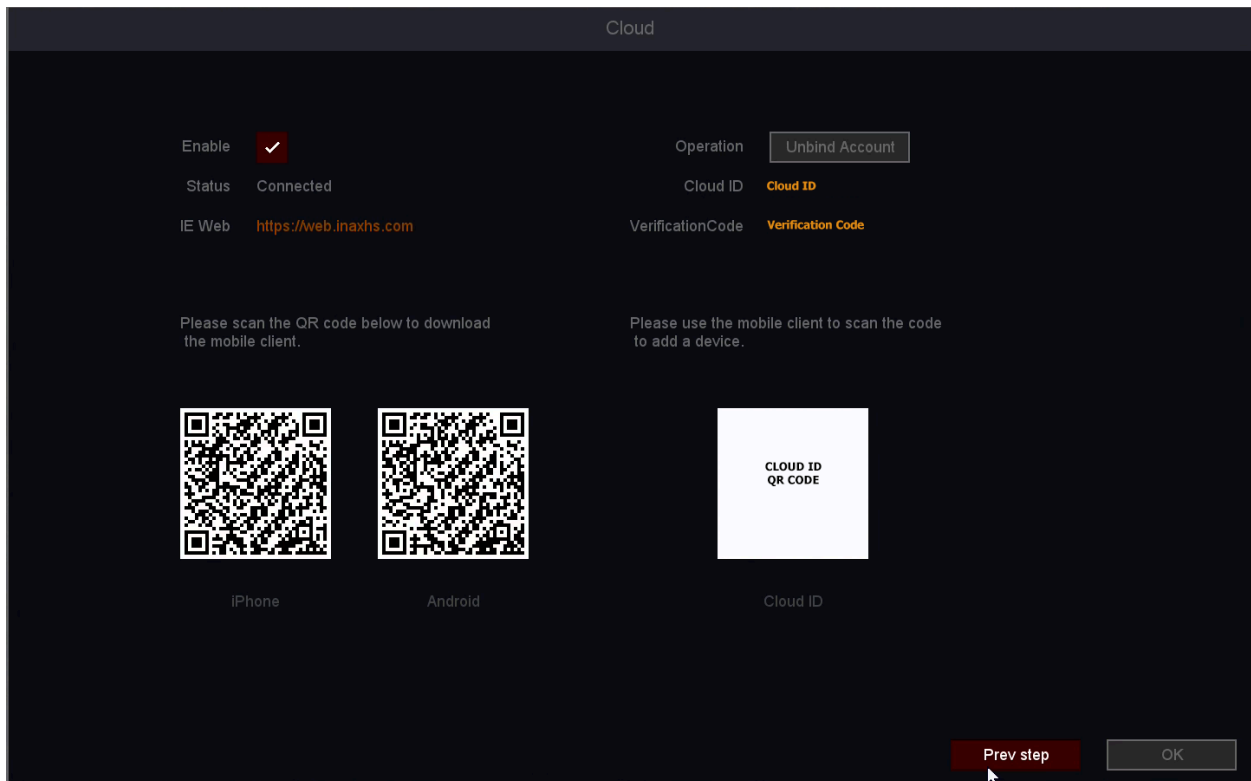 Cloud
Enable
Operation
Unbind Account
Status
Connected
Cloud ID
Cloud ID
IE Web
https://web.inaxhs.com
VerificationCode
Verification Code
Please scan the QR code below to download
the mobile client.
Please use the mobile client to scan the code
to add a device.
CLOUD ID
QR CODE
iPhone
Android
Cloud ID
Prev step
OK